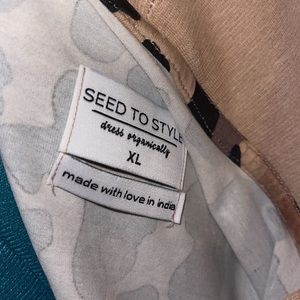 SEED TO STYLE
dress organically
XL
made with love in india